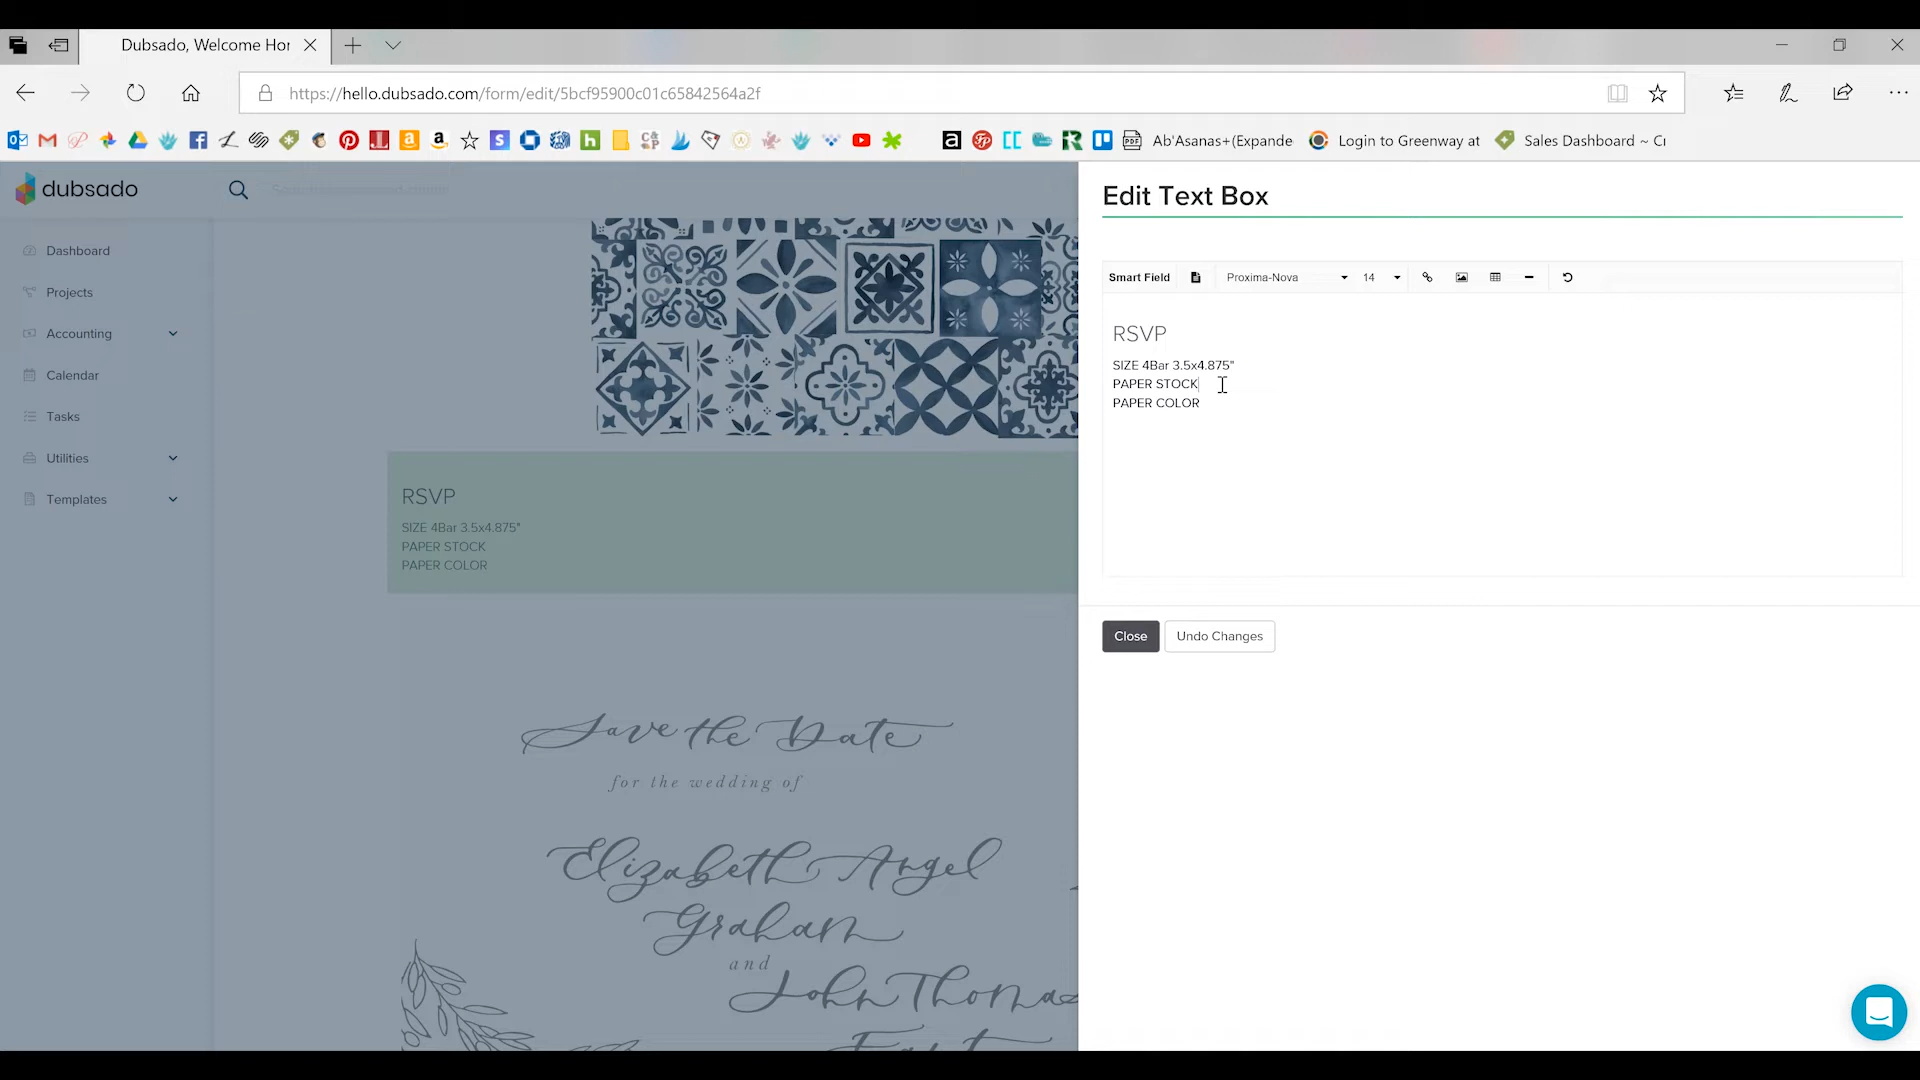 Dubsado, Welcome Hor
https://hello.dubsado.com/form/edit/5bcf95900c01c65842564a2f
Ab'Asanas+(Expande
Login to Greenway at
Sales Dashboard ~ Cr
dubsado
Dashboard
Projects
Accounting
Calendar
Tasks
Utilities
Templates
RSVP
SIZE 4Bar 3.5x4.875"
PAPER STOCK
PAPER COLOR
Save the Date
for the wedding of
Elizabeth Angel
Graham
and
John Thomas
Edit Text Box
Smart Field
Proxima-Nova
14
RSVP
SIZE 4Bar 3.5x4.875"
PAPER STOCK
PAPER COLOR
Close
Undo Changes